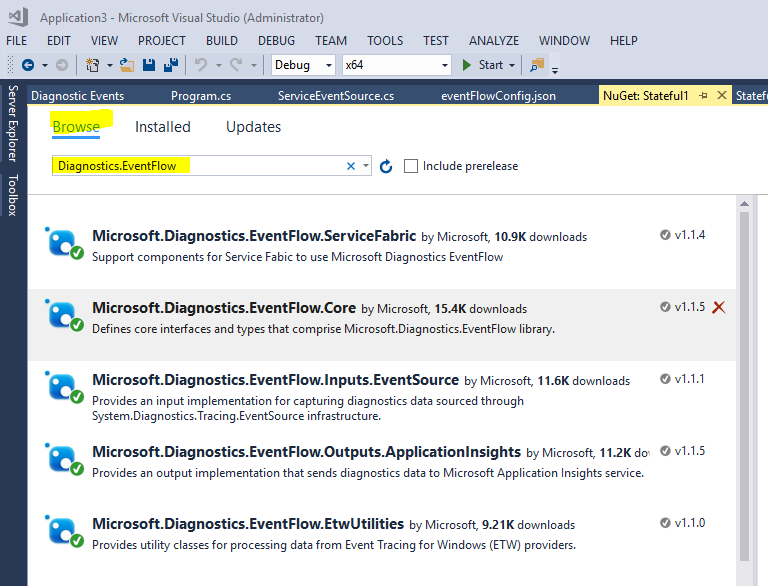 Application3 - Microsoft Visual Studio (Administrator)
FILE EDIT VIEW PROJECT BUILD DEBUG TEAM TOOLS TEST ANALYZE WINDOW HELP
Debug x64 Start
Server Explorer
Toolbox
Diagnostic Events Program.cs ServiceEventSource.cs eventFlowConfig.json NuGet: Stateful1 Statef
Browse Installed Updates
Diagnostics.EventFlow Include prerelease
Microsoft.Diagnostics.EventFlow.ServiceFabric by Microsoft, 10.9K downloads v1.1.4
Support components for Service Fabic to use Microsoft Diagnostics EventFlow
Microsoft.Diagnostics.EventFlow.Core by Microsoft, 15.4K downloads v1.1.5
Defines core interfaces and types that comprise Microsoft.Diagnostics.EventFlow library.
Microsoft.Diagnostics.EventFlow.Inputs.EventSource by Microsoft, 11.6K downloads v1.1.1
Provides an input implementation for capturing diagnostics data sourced through
System.Diagnostics.Tracing.EventSource infrastructure.
Microsoft.Diagnostics.EventFlow.Outputs.ApplicationInsights by Microsoft, 11.2K do v1.1.5
Provides an output implementation that sends diagnostics data to Microsoft Application Insights service.
Microsoft.Diagnostics.EventFlow.EtwUtilities by Microsoft, 9.21K downloads v1.1.0
Provides utility classes for processing data from Event Tracing for Windows (ETW) providers.